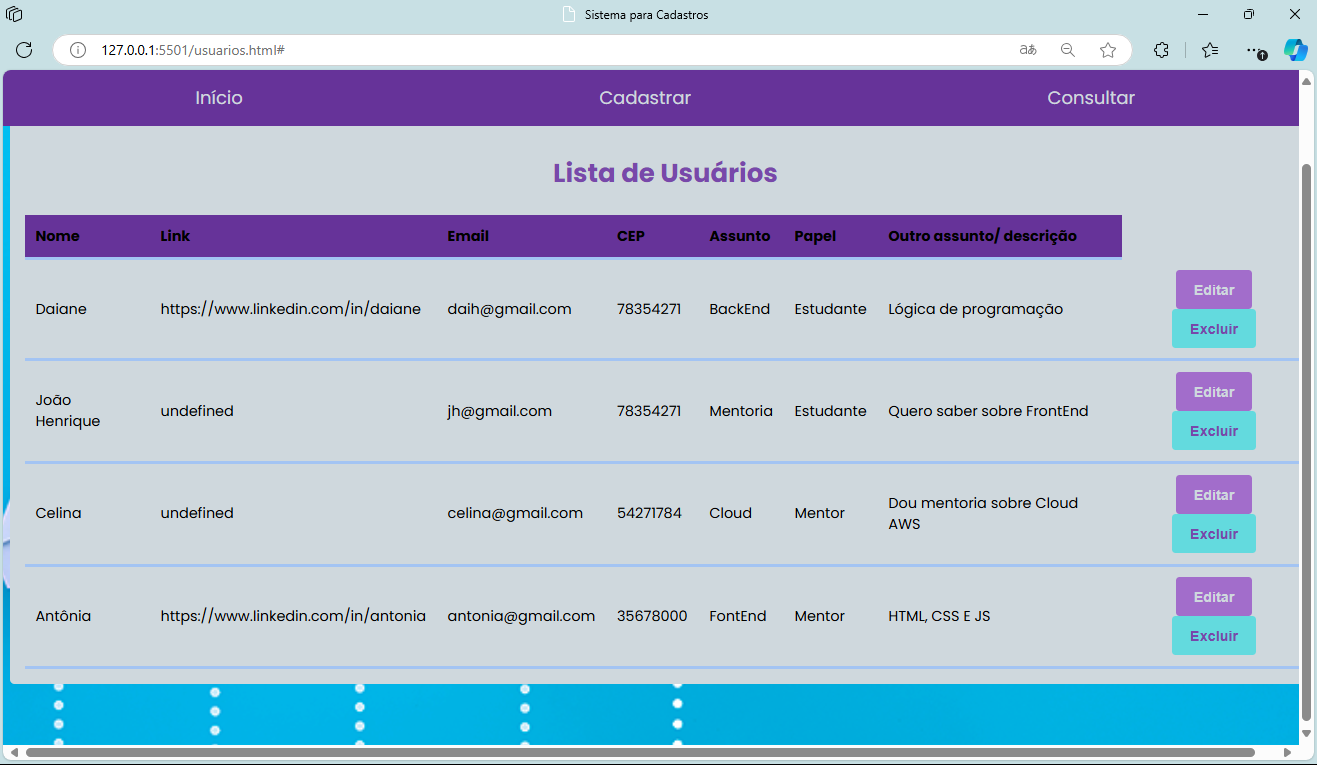 Sistema para Cadastros
127.0.0.1:5501/usuarios.html#
aあ
Início Cadastrar Consultar
Lista de Usuários
Nome Link Email CEP Assunto Papel Outro assunto/ descrição
Daiane https://www.linkedin.com/in/daiane daih@gmail.com 78354271 BackEnd Estudante Lógica de programação
Editar
Excluir
João
Henrique
undefined jh@gmail.com 78354271 Mentoria Estudante Quero saber sobre FrontEnd
Editar
Excluir
Celina undefined celina@gmail.com 54271784 Cloud Mentor
Dou mentoria sobre Cloud
AWS
Editar
Excluir
Antônia https://www.linkedin.com/in/antonia antonia@gmail.com 35678000 FontEnd Mentor HTML, CSS E JS
Editar
Excluir